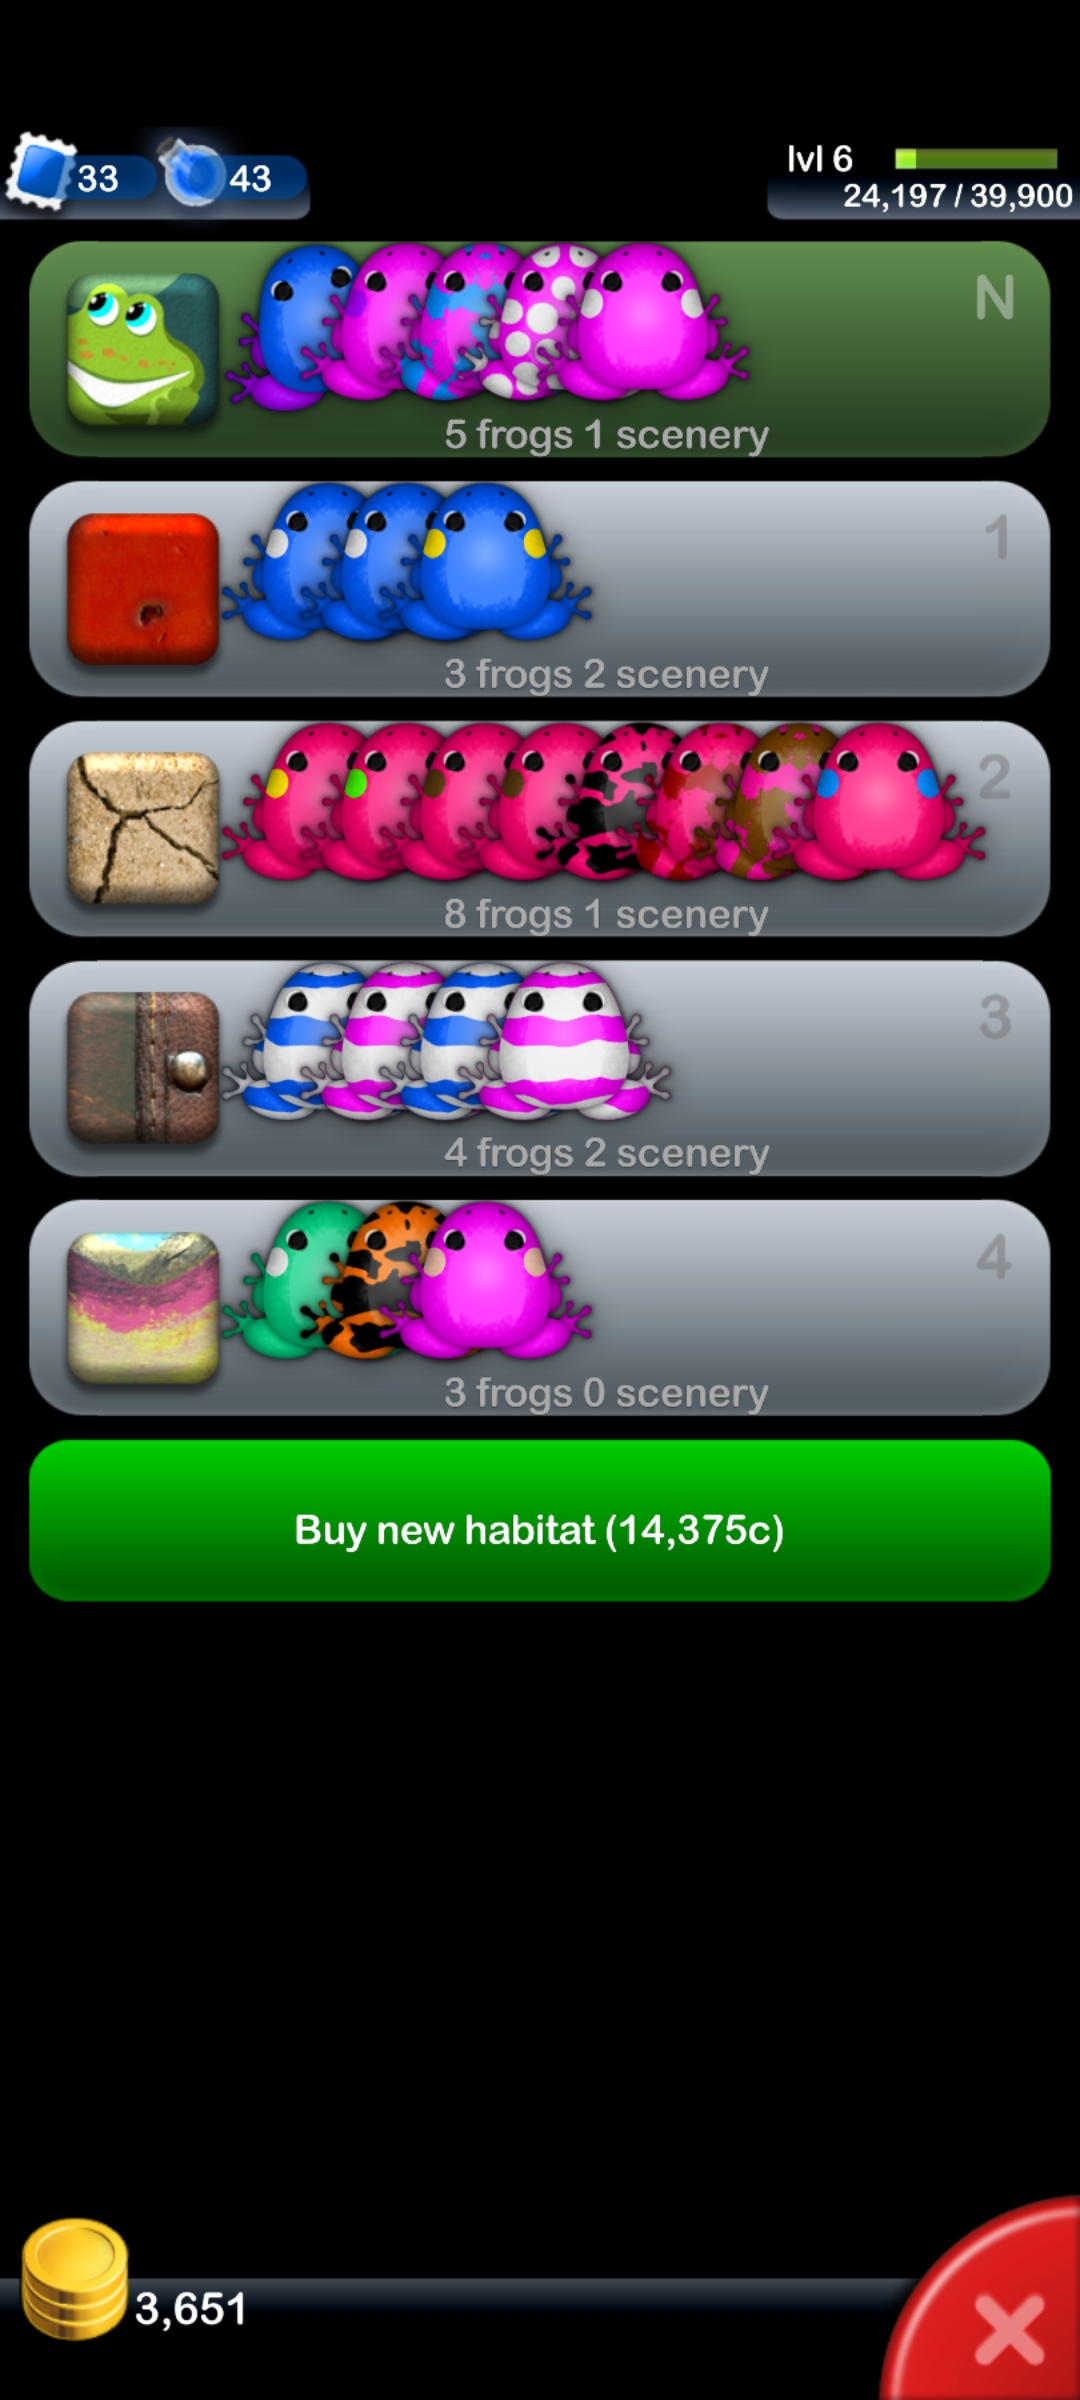 33
43
lvl 6
24,197 / 39,900
N
5 frogs 1 scenery
1
3 frogs 2 scenery
2
8 frogs 1 scenery
3
4 frogs 2 scenery
4
3 frogs 0 scenery
Buy new habitat (14,375c)
3,651